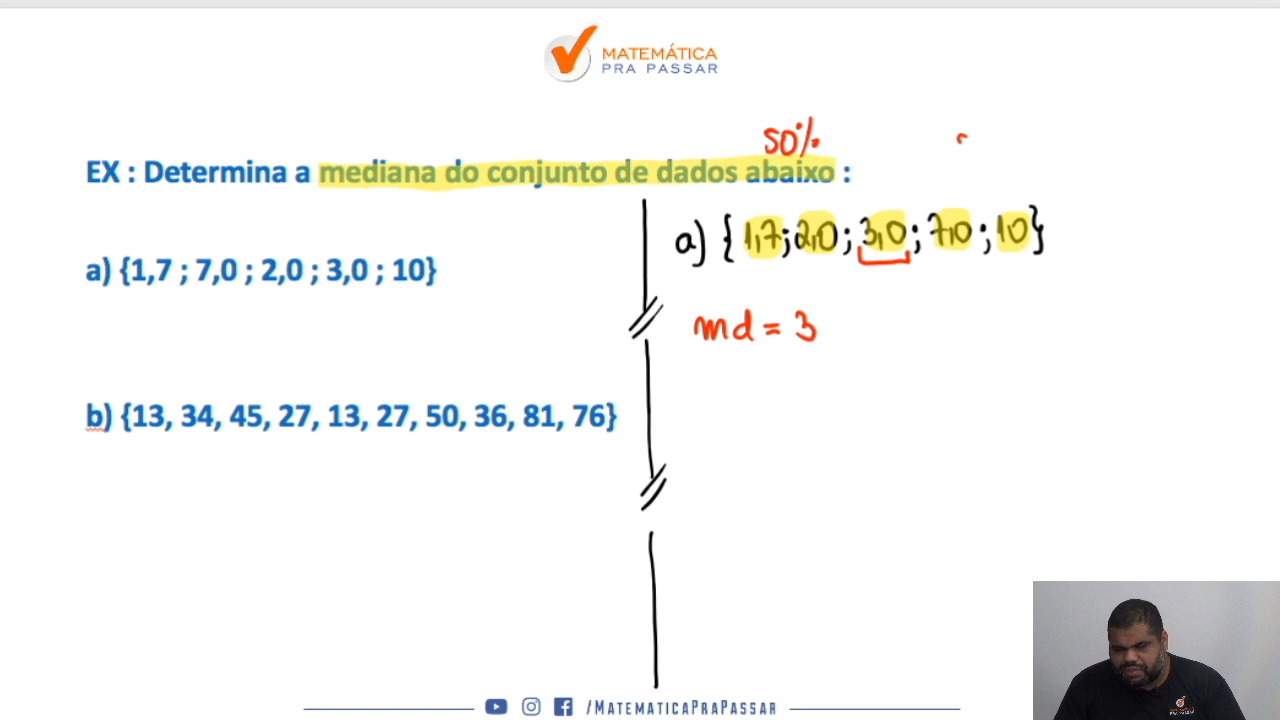 MATEMÁTICA
PRA PASSAR
50%
EX : Determina a mediana do conjunto de dados abaixo :
a) {1,7 ; 7,0 ; 2,0 ; 3,0 ; 10}
b) {13, 34, 45, 27, 13, 27, 50, 36, 81, 76}
a) {1,7; 2,0; 3,0; 7,0; 10}
md = 3
/MATEMATICAPRAPASSAR